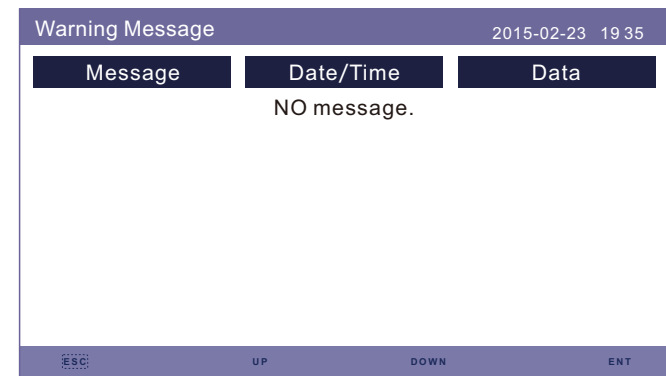 Warning Message 2015-02-23 19 35
Message Date/Time Data
NO message.
ESC UP DOWN ENT